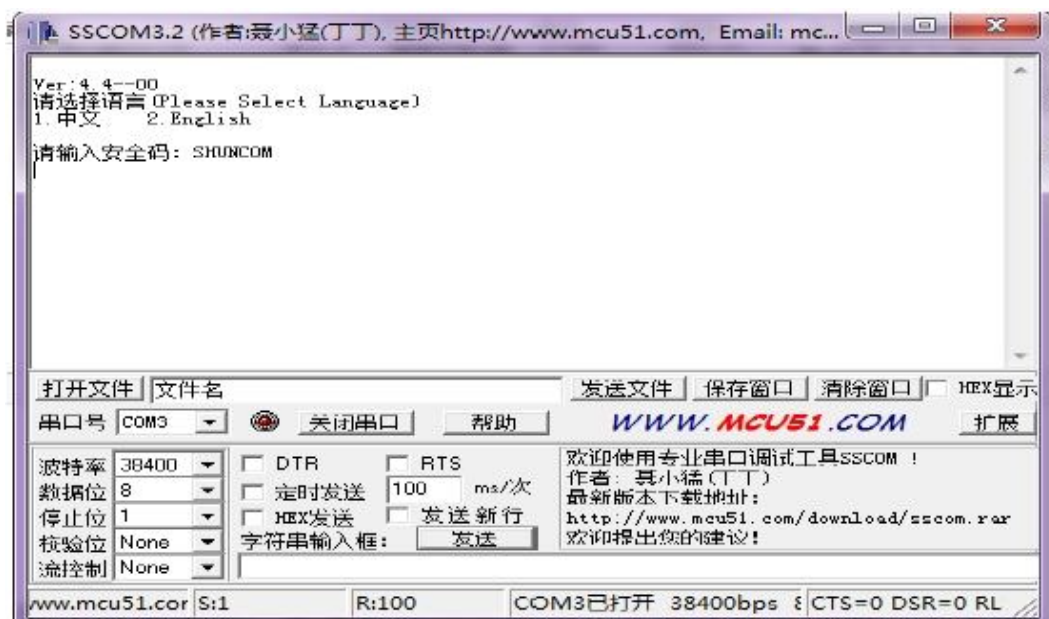 SSCOM3.2 (作者:聂小猛(丁丁), 主页http://www.mcu51.com, Email: mc...
Ver:4.4--00
请选择语言(Please Select Language)
1.中文 2.English
请输入安全码: SHUNCOM
打开文件 文件名 发送文件 保存窗口 清除窗口 HEX显示
串口号 COM3 关闭串口 帮助 WWW.MCU51.COM 扩展
波特率 38400 DTR RTS
数据位 8 定时发送 100 ms/次
停止位 1 HEX发送 发送新行
校验位 None 字符串输入框: 发送
流控制 None
欢迎使用专业串口调试工具SSCOM !
作者: 聂小猛(丁丁)
最新版本下载地址:
http://www.mcu51.com/download/sscom.rar
欢迎提出您的建议!
www.mcu51.cor S:1 R:100 COM3已打开 38400bps 8 CTS=0 DSR=0 RL